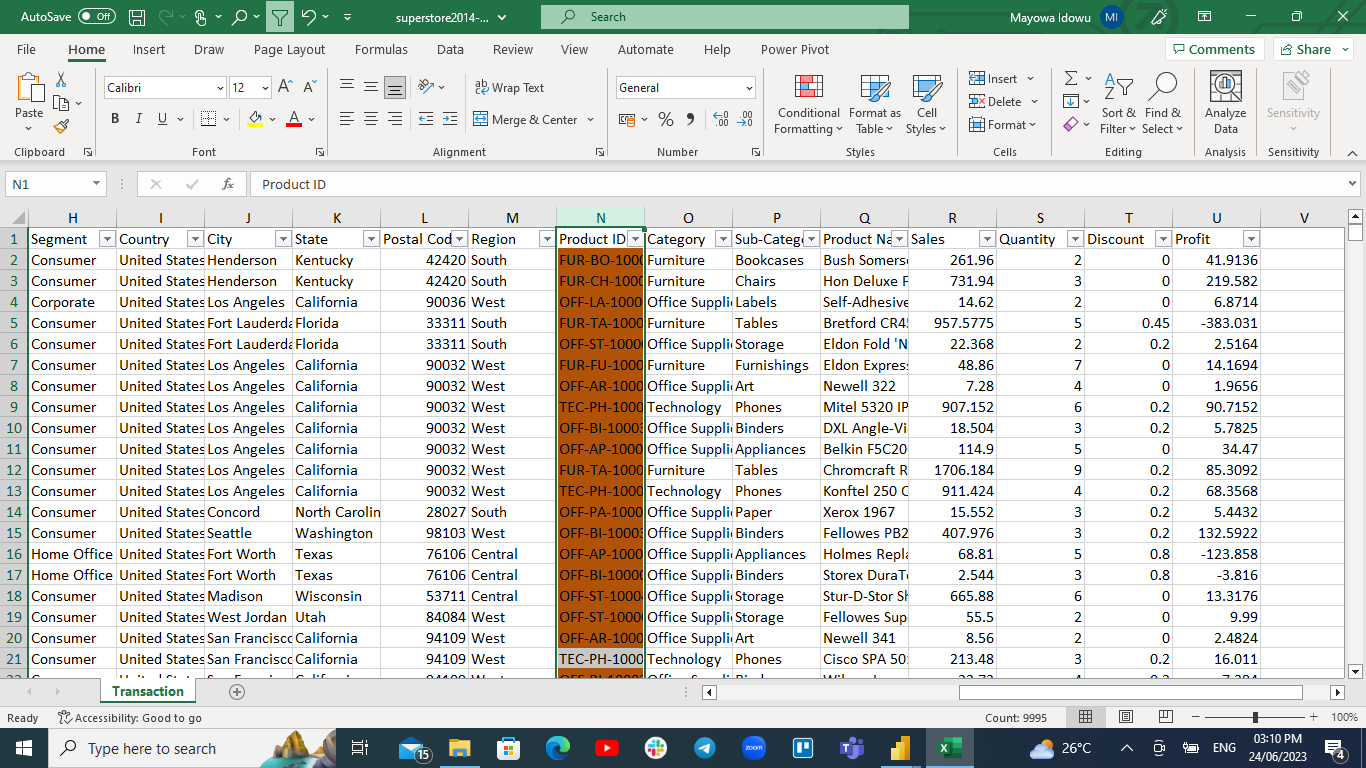 AutoSave Off superstore2014-... Search Mayowa Idowu MI
File Home Insert Draw Page Layout Formulas Data Review View Automate Help Power Pivot Comments Share
Calibri 12 Wrap Text General Insert
Paste Conditional Formatting Format as Table Cell Styles Delete Sort & Filter Find & Select Analyze Data Sensitivity
B I U Merge & Center Format
Clipboard Font Alignment Number Styles Cells Editing Analysis Sensitivity
N1 fx Product ID
H I J K L M N O P Q R S T U V
1 Segment Country City State Postal Cod Region Product ID Category Sub-Catego Product Na Sales Quantity Discount Profit
2 Consumer United States Henderson Kentucky 42420 South FUR-BO-1000 Furniture Bookcases Bush Somers 261.96 2 0 41.9136
3 Consumer United States Henderson Kentucky 42420 South FUR-CH-1000 Furniture Chairs Hon Deluxe F 731.94 3 0 219.582
4 Corporate United States Los Angeles California 90036 West OFF-LA-1000 Office Suppli Labels Self-Adhesive 14.62 2 0 6.8714
5 Consumer United States Fort Lauderda Florida 33311 South FUR-TA-1000 Furniture Tables Bretford CR45 957.5775 5 0.45 -383.031
6 Consumer United States Fort Lauderda Florida 33311 South OFF-ST-1000 Office Suppli Storage Eldon Fold 'N 22.368 2 0.2 2.5164
7 Consumer United States Los Angeles California 90032 West FUR-FU-1000 Furniture Furnishings Eldon Express 48.86 7 0 14.1694
8 Consumer United States Los Angeles California 90032 West OFF-AR-1000 Office Suppli Art Newell 322 7.28 4 0 1.9656
9 Consumer United States Los Angeles California 90032 West TEC-PH-1000 Technology Phones Mitel 5320 IP 907.152 6 0.2 90.7152
10 Consumer United States Los Angeles California 90032 West OFF-BI-10003 Office Suppli Binders DXL Angle-Vi 18.504 3 0.2 5.7825
11 Consumer United States Los Angeles California 90032 West OFF-AP-1000 Office Suppli Appliances Belkin F5C20 114.9 5 0 34.47
12 Consumer United States Los Angeles California 90032 West FUR-TA-1000 Furniture Tables Chromcraft R 1706.184 9 0.2 85.3092
13 Consumer United States Los Angeles California 90032 West TEC-PH-1000 Technology Phones Konftel 250 C 911.424 4 0.2 68.3568
14 Consumer United States Concord North Carolin 28027 South OFF-PA-1000 Office Suppli Paper Xerox 1967 15.552 3 0.2 5.4432
15 Consumer United States Seattle Washington 98103 West OFF-BI-10003 Office Suppli Binders Fellowes PB2 407.976 3 0.2 132.5922
16 Home Office United States Fort Worth Texas 76106 Central OFF-AP-1000 Office Suppli Appliances Holmes Repla 68.81 5 0.8 -123.858
17 Home Office United States Fort Worth Texas 76106 Central OFF-BI-10000 Office Suppli Binders Storex DuraT 2.544 3 0.8 -3.816
18 Consumer United States Madison Wisconsin 53711 Central OFF-ST-1000 Office Suppli Storage Stur-D-Stor Sh 665.88 6 0 13.3176
19 Consumer United States West Jordan Utah 84084 West OFF-ST-1000 Office Suppli Storage Fellowes Sup 55.5 2 0 9.99
20 Consumer United States San Francisco California 94109 West OFF-AR-1000 Office Suppli Art Newell 341 8.56 2 0 2.4824
21 Consumer United States San Francisco California 94109 West TEC-PH-1000 Technology Phones Cisco SPA 50 213.48 3 0.2 16.011
Transaction
Ready Accessibility: Good to go Count: 9995 100%
Type here to search 15 zoom 26°C ENG 03:10 PM
24/06/2023 4